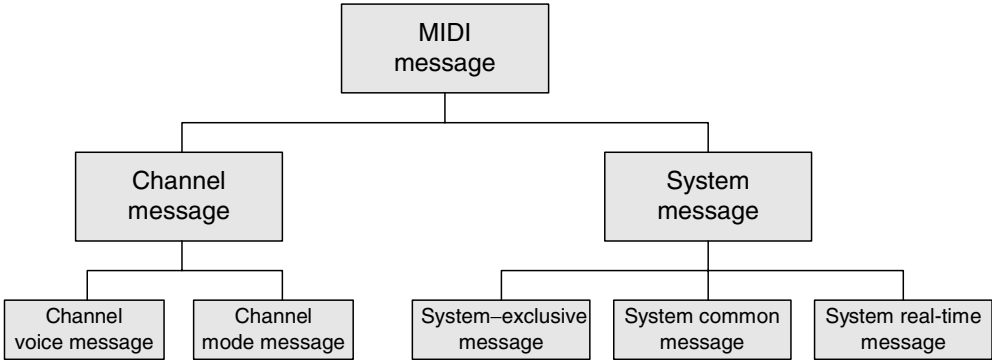 MIDI
message
Channel
message
System
message
Channel
voice message
Channel
mode message
System–exclusive
message
System common
message
System real-time
message